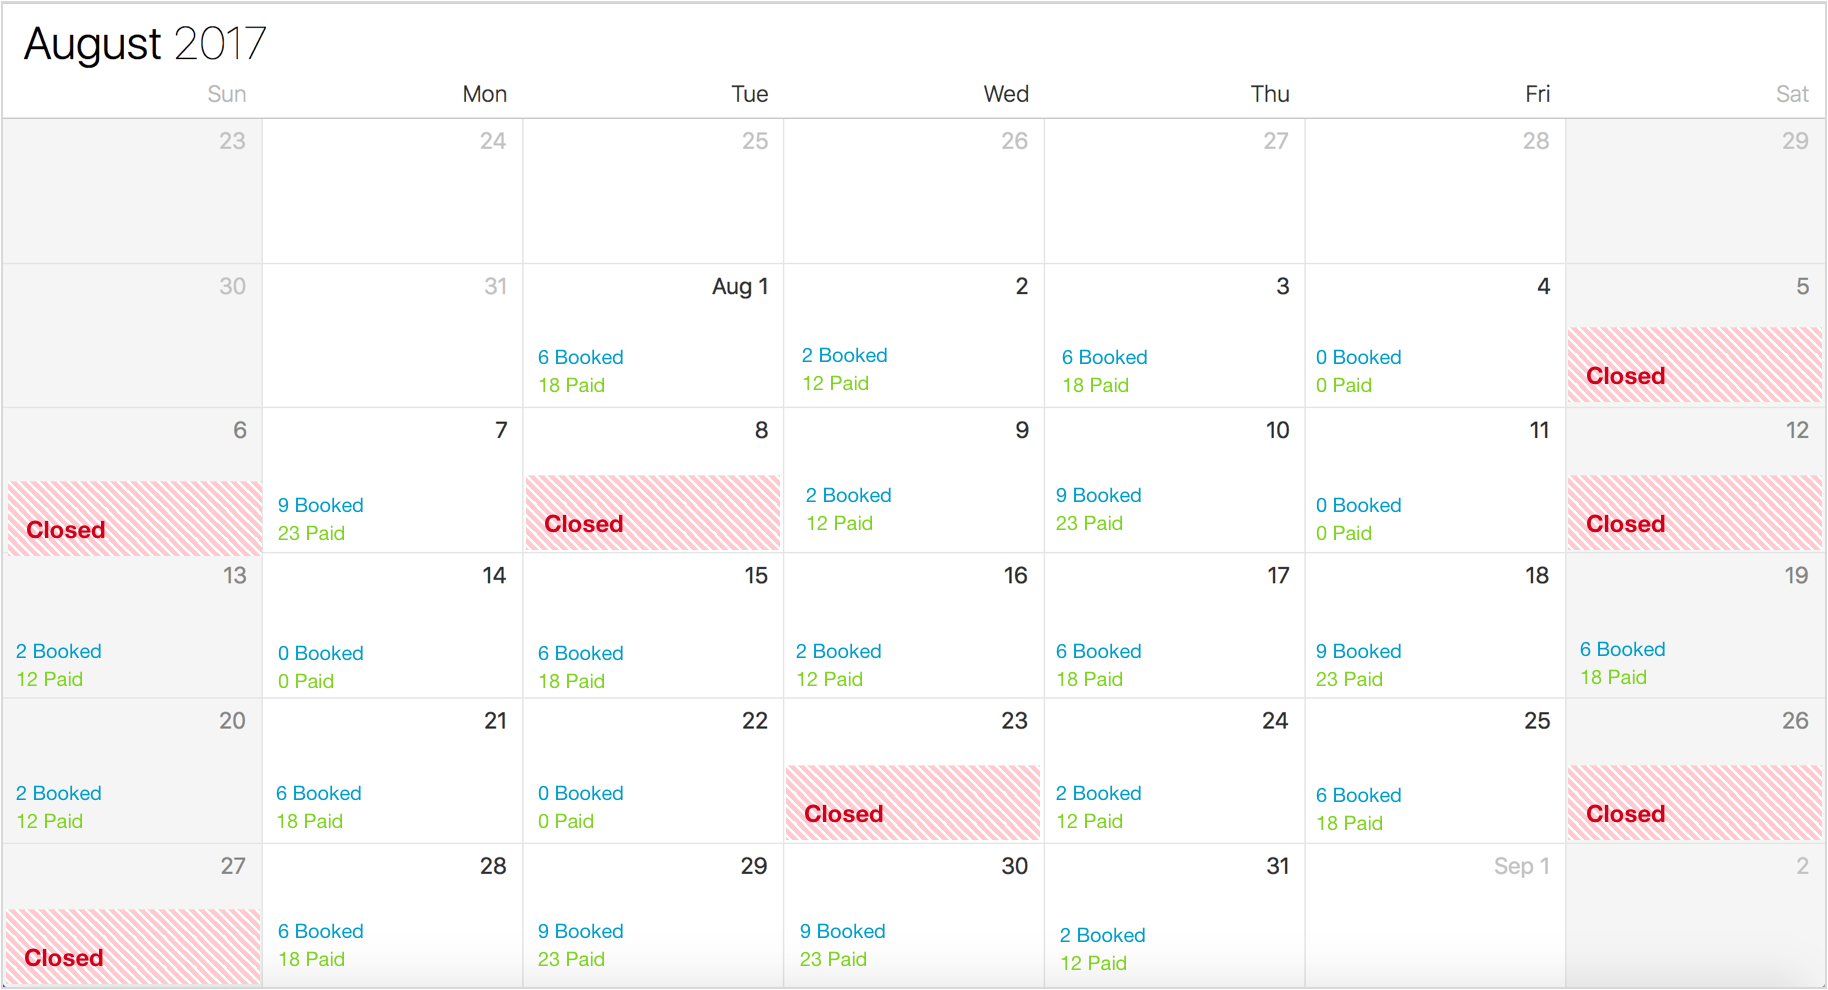 August 2017
Sun Mon Tue Wed Thu Fri Sat
23 24 25 26 27 28 29
30 31 Aug 1 2 3 4 5
6 Booked 2 Booked 6 Booked 0 Booked
18 Paid 12 Paid 18 Paid 0 Paid
Closed
6 7 8 9 10 11 12
9 Booked 2 Booked 9 Booked 0 Booked
Closed 23 Paid Closed 12 Paid 23 Paid 0 Paid Closed
13 14 15 16 17 18 19
2 Booked 0 Booked 6 Booked 2 Booked 6 Booked 9 Booked 6 Booked
12 Paid 0 Paid 18 Paid 12 Paid 18 Paid 23 Paid 18 Paid
20 21 22 23 24 25 26
2 Booked 6 Booked 0 Booked 2 Booked 6 Booked
12 Paid 18 Paid 0 Paid Closed 12 Paid 18 Paid Closed
27 28 29 30 31 Sep 1 2
6 Booked 9 Booked 9 Booked 2 Booked
Closed 18 Paid 23 Paid 23 Paid 12 Paid